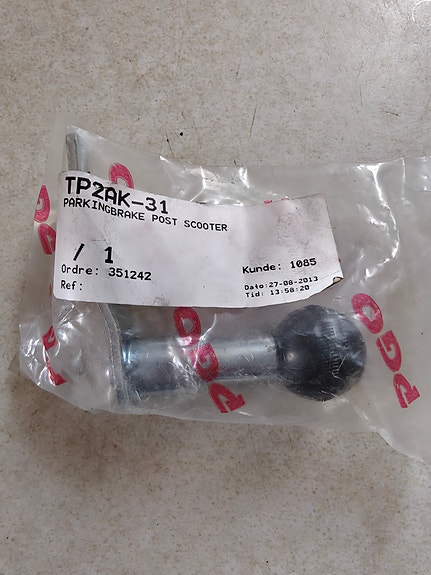 TP2AK-31
PARKINGBRAKE POST SCOOTER
/ 1
Ordre: 351242
Kunde: 1085
Ref:
Dato:27-08-2013
Tid: 13:58:20
PGO
PGO
PGO